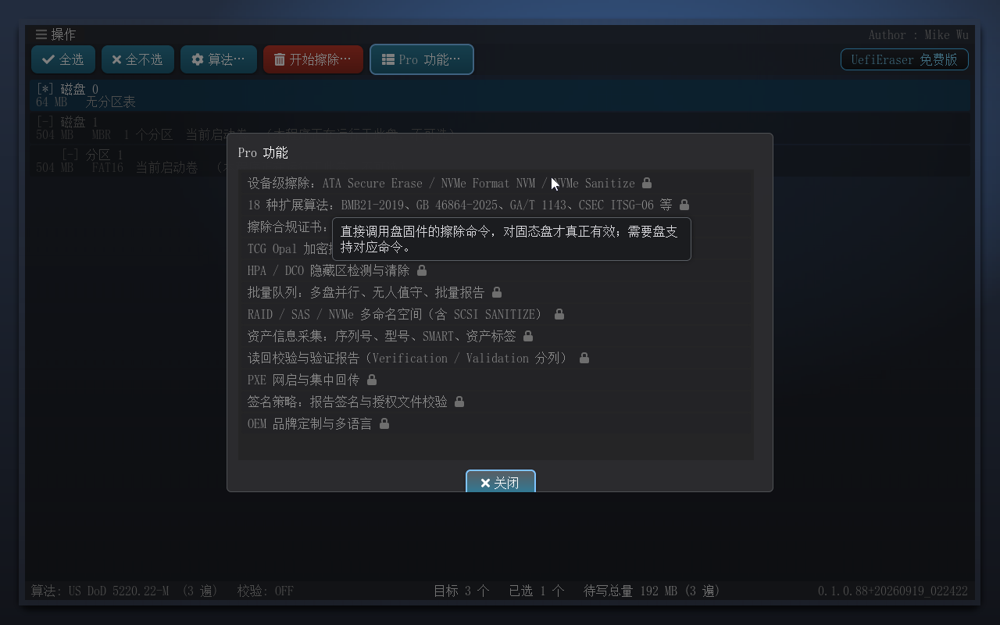 操作
Author : Mike Wu
全选
全不选
算法…
开始擦除…
Pro 功能…
UefiEraser 免费版
[*] 磁盘 0
64 MB 无分区表
[-] 磁盘 1
504 MB MBR 1 个分区 当前启动卷
[-] 分区 1
504 MB FAT16 当前启动卷
Pro 功能
设备级擦除: ATA Secure Erase / NVMe Format NVM / NVMe Sanitize
18 种扩展算法: BMB21-2019、GB 46864-2025、GA/T 1143、CSEC ITSG-06 等
擦除合规证书:
直接调用盘固件的擦除命令, 对固态盘才真正有效; 需要盘支
持对应命令。
TCG Opal 加密
HPA / DCO 隐藏区检测与清除
批量队列: 多盘并行、无人值守、批量报告
RAID / SAS / NVMe 多命名空间 (含 SCSI SANITIZE)
资产信息采集: 序列号、型号、SMART、资产标签
读回校验与验证报告 (Verification / Validation 分列)
PXE 网启与集中回传
签名策略: 报告签名与授权文件校验
OEM 品牌定制与多语言
关闭
算法: US DoD 5220.22-M (3 遍) 校验: OFF
目标 3 个 已选 1 个 待写总量 192 MB (3 遍)
0.1.0.88+20260919_022422